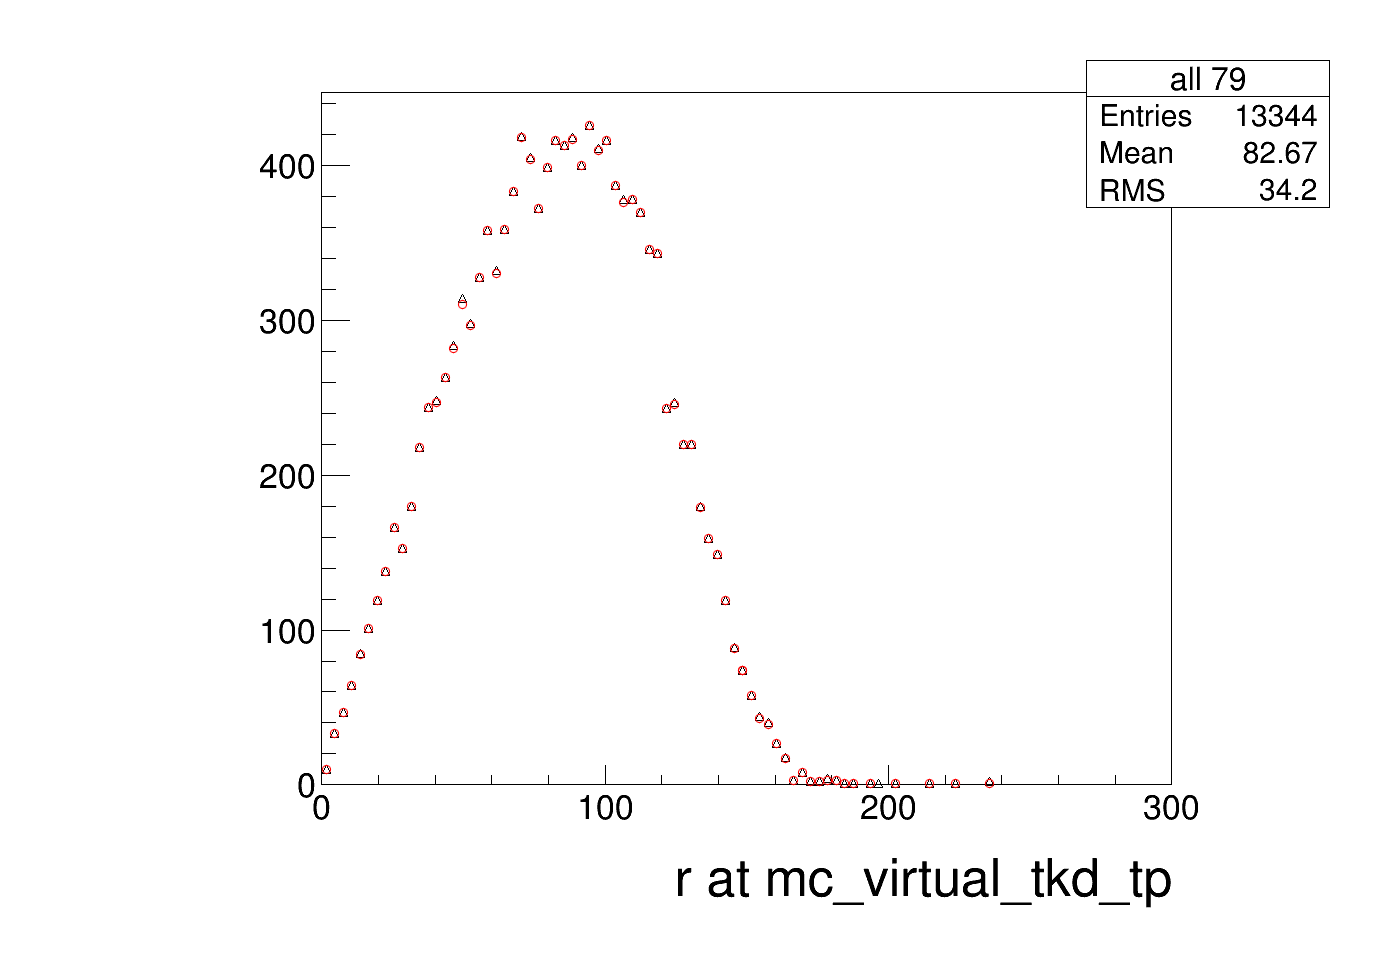 all 79
Entries 13344
Mean 82.67
RMS 34.2
400
300
200
100
0
0 100 200 300
r at mc_virtual_tkd_tp